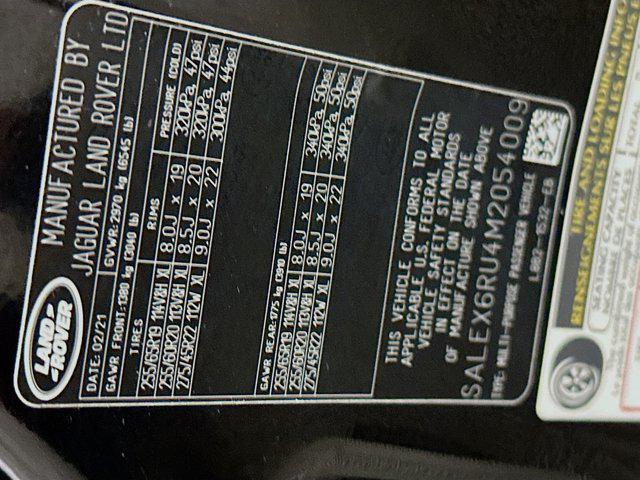 LAND-
-ROVER
MANUFACTURED BY
JAGUAR LAND ROVER LTD
DATE: 02/21
GVWR: 2970 kg (6545 lb)
GAWR FRONT: 1380 kg (3040 lb)
TIRES RIMS PRESSURE (COLD)
255/65R19 114V&H XL 8.0J x 19 320kPa, 47psi
255/60R20 113V&H XL 8.5J x 20 320kPa, 47psi
275/45R22 112W XL 9.0J x 22 300kPa, 44psi
GAWR REAR: 1775 kg (3910 lb)
255/65R19 114V&H XL 8.0J x 19 340kPa, 50psi
255/60R20 113V&H XL 8.5J x 20 340kPa, 50psi
275/45R22 112W XL 9.0J x 22 340kPa, 50psi
THIS VEHICLE CONFORMS TO ALL
APPLICABLE U.S. FEDERAL MOTOR
VEHICLE SAFETY STANDARDS
IN EFFECT ON THE DATE
OF MANUFACTURE SHOWN ABOVE
SALEX6RU4M2054009
TYPE: MULTI-PURPOSE PASSENGER VEHICLE
TIRE AND LOADING INFO
RENSEIGNEMENTS SUR LES PNEUS E
SEATING CAPACITY